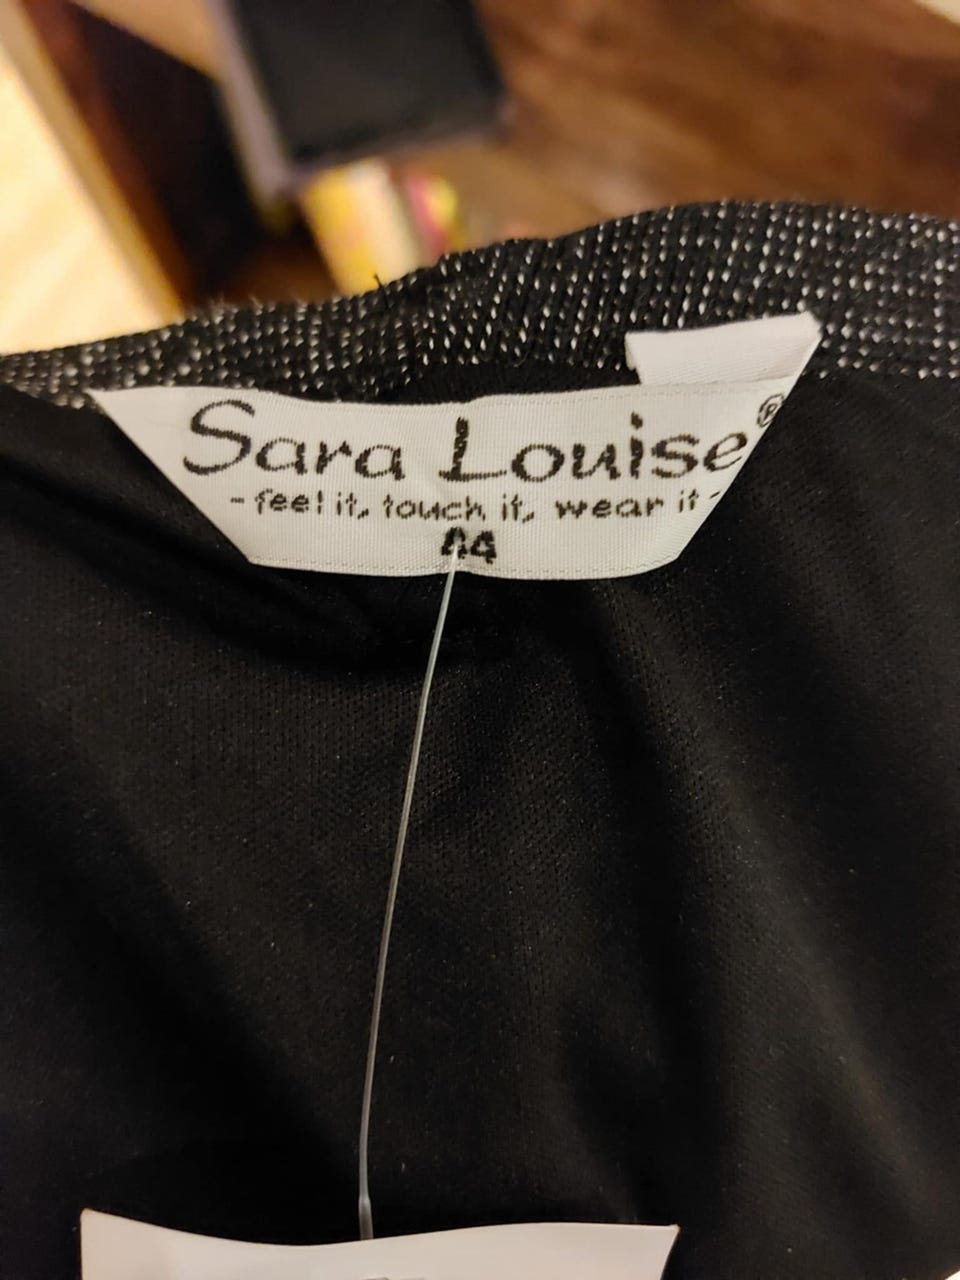 Sara Louise®
- feel it, touch it, wear it -
44